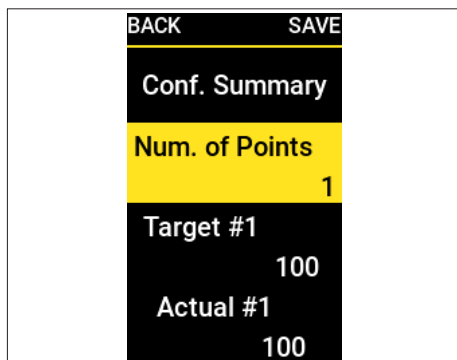 BACK SAVE
Conf. Summary
Num. of Points
1
Target #1
100
Actual #1
100